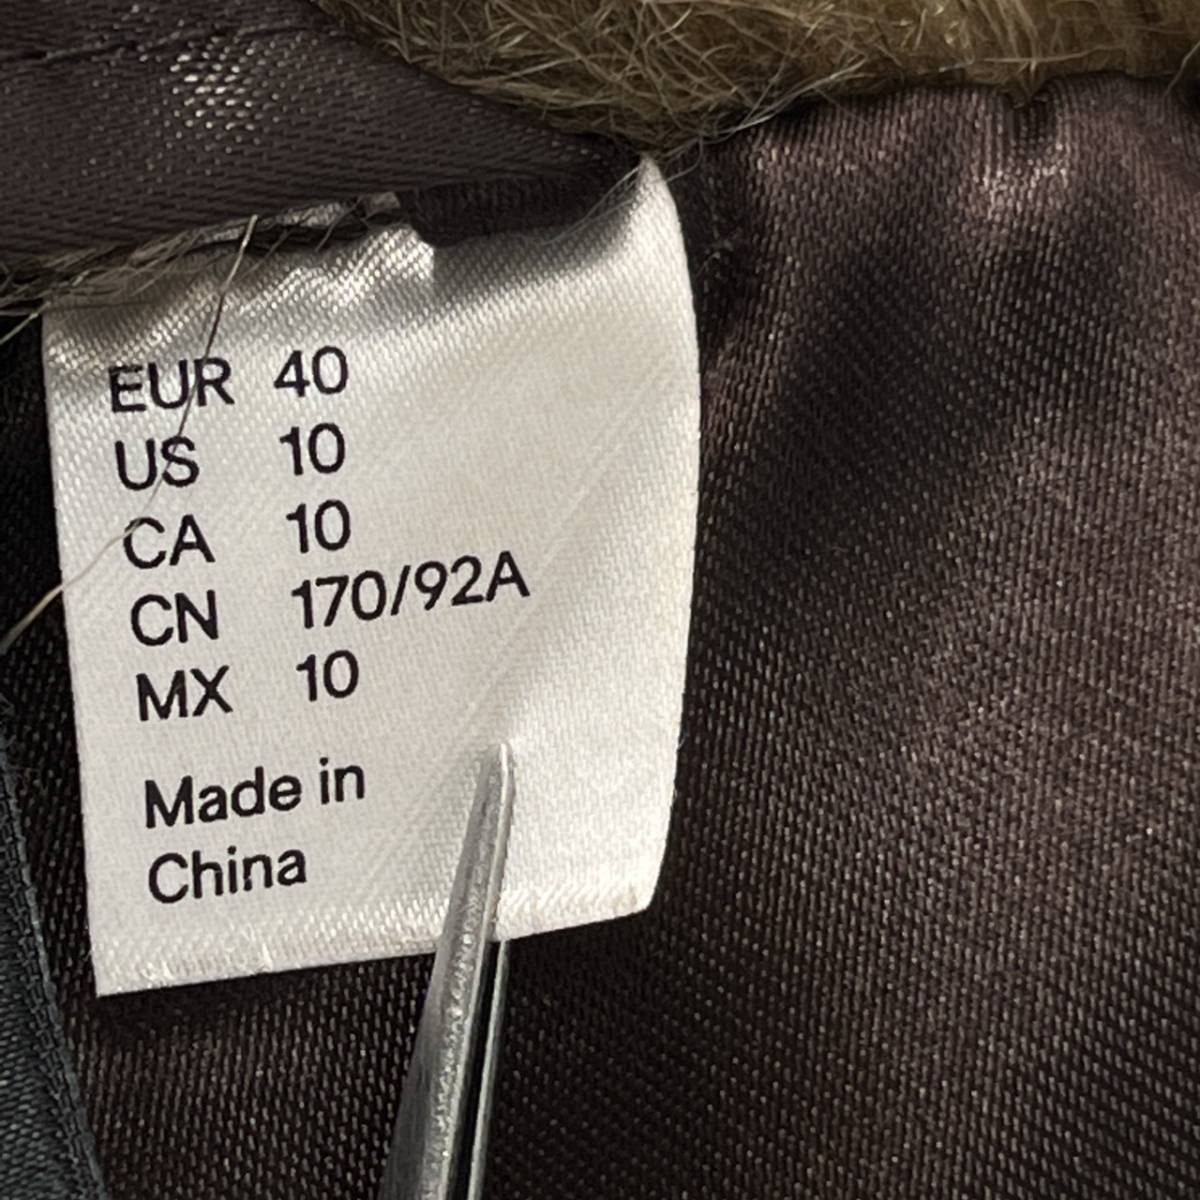 EUR 40
US 10
CA 10
CN 170/92A
MX 10
Made in
China